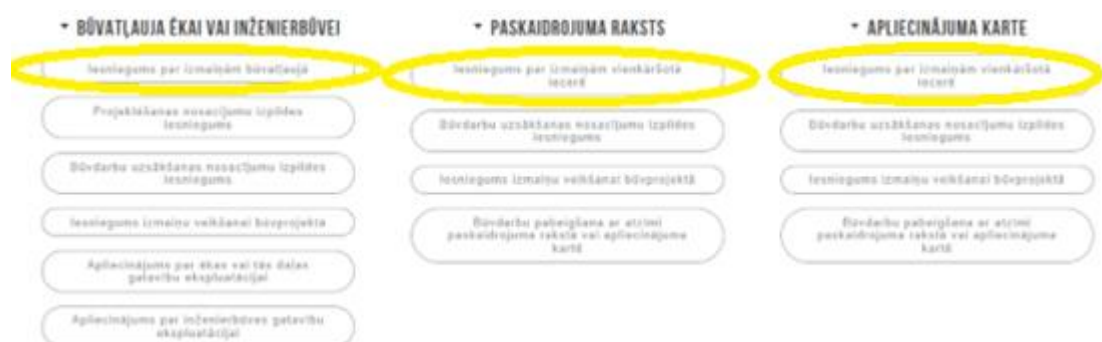 BŪVATĻAUJA ĒKAI VAI INŽENIERBŪVEI
Iesniegums par izmaiņām būvatļaujā
Projektēšanas nosacījumu izpildes
iesniegums
Būvdarbu uzsākšanas nosacījumu izpildes
iesniegums
Iesniegums izmaiņu veikšanai būvprojektā
Apliecinājums par ēkas vai tās daļas
gatavību ekspluatācijai
Apliecinājums par inženierbūves gatavību
ekspluatācijai
PASKAIDROJUMA RAKSTS
Iesniegums par izmaiņām vienkāršotā
iecerē
Būvdarbu uzsākšanas nosacījumu izpildes
iesniegums
Iesniegums izmaiņu veikšanai būvprojektā
Būvdarbu pabeigšana ar atzīmi
paskaidrojuma rakstā vai apliecinājuma
kartē
APLIECINĀJUMA KARTE
Iesniegums par izmaiņām vienkāršotā
iecerē
Būvdarbu uzsākšanas nosacījumu izpildes
iesniegums
Iesniegums izmaiņu veikšanai būvprojektā
Būvdarbu pabeigšana ar atzīmi
paskaidrojuma rakstā vai apliecinājuma
kartē